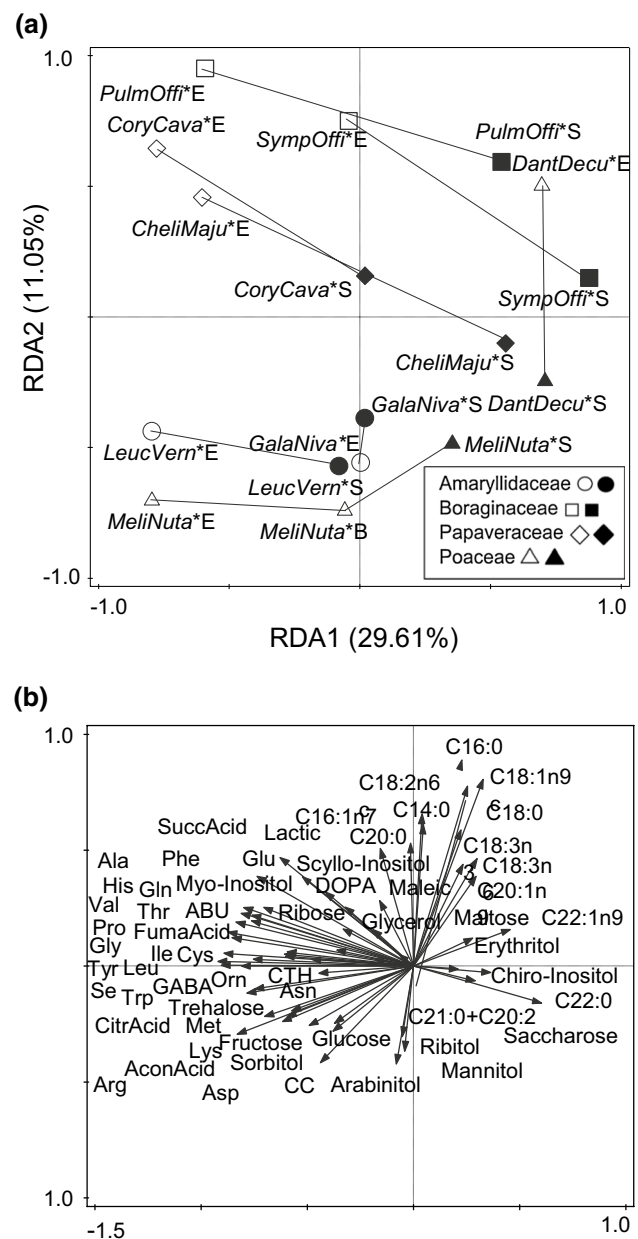 (a)
1.0
PulmOffi*E
CoryCava*E
SympOffi*E
PulmOffi*S
DantDecu*E
CheliMaju*E
CoryCava*S
SympOffi*S
RDA2 (11.05%)
CheliMaju*S
GalaNiva*S
DantDecu*S
LeucVern*E
GalaNiva*E
MeliNuta*S
LeucVern*S
MeliNuta*E
MeliNuta*B
Amaryllidaceae
Boraginaceae
Papaveraceae
Poaceae
-1.0
-1.0
1.0
RDA1 (29.61%)
(b)
1.0
C16:0
C18:2n6
c
C18:1n9
c
C16:1n7
C14:0
C18:0
SuccAcid
Lactic
C20:0
C18:3n
3
Ala
Phe
Glu
Scyllo-Inositol
C18:3n
6
His
Gln
Myo-Inositol
DOPA
Maleic
C20:1n
9
Val
Thr
ABU
Ribose
Glycerol
Maltose
C22:1n9
Pro
FumaAcid
Gly
Ile
Cys
Erythritol
Tyr
Leu
Orn
CTH
Chiro-Inositol
Se
Trp
GABA
Asn
C22:0
Trehalose
C21:0+C20:2
CitrAcid
Met
Fructose
Glucose
Saccharose
Lys
Sorbitol
Ribitol
AconAcid
Mannitol
Arg
Asp
CC
Arabinitol
1.0
-1.5
1.0